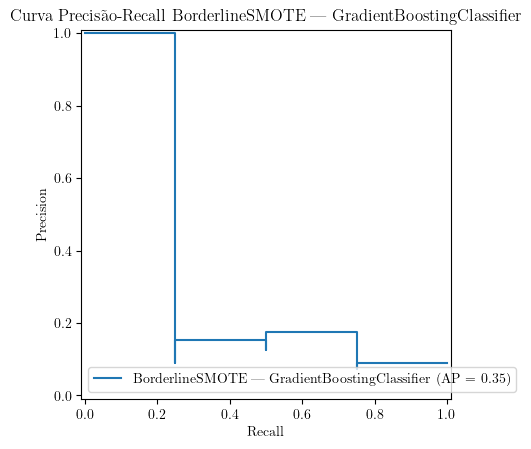 Curva Precisão-Recall BorderlineSMOTE — GradientBoostingClassifier
1.0
0.8
0.6
0.4
0.2
0.0
Precision
BorderlineSMOTE — GradientBoostingClassifier (AP = 0.35)
0.0 0.2 0.4 0.6 0.8 1.0
Recall